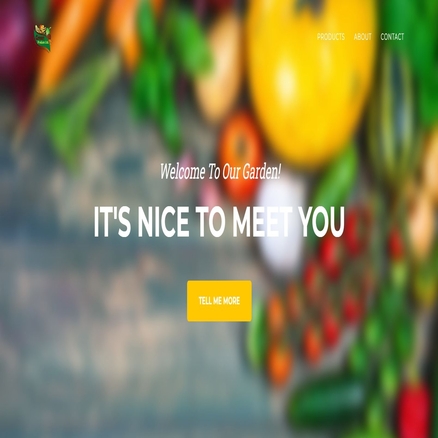 PRODUCTS ABOUT CONTACT
Welcome To Our Garden!
IT'S NICE TO MEET YOU
TELL ME MORE